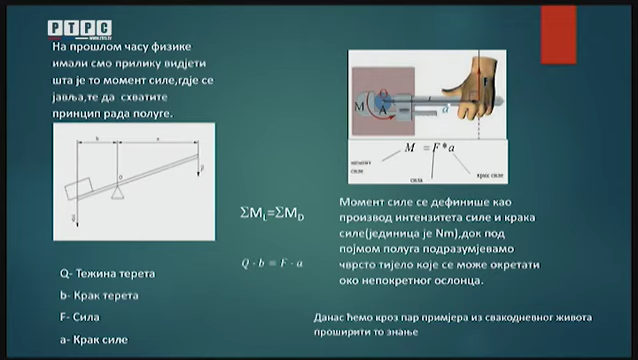 РТРС
На прошлом часу физике
имали смо прилику видјети
шта је то момент силе,гдје се
јавља,те да схватите
принцип рада полуге.
b
a
O
F
Q
M
A
F
a
M = F*a
момент
силе
сила
крак силе
ΣML=ΣMD
Q · b = F · a
Момент силе се дефинише као
производ интензитета силе и крака
силе(јединица је Nm),док под
појмом полуга подразумјевамо
чврсто тијело које се може окретати
око непокретног ослонца.
Q- Тежина терета
b- Крак терета
F- Сила
а- Крак силе
Данас ћемо кроз пар примјера из свакодневног живота
проширити то знање